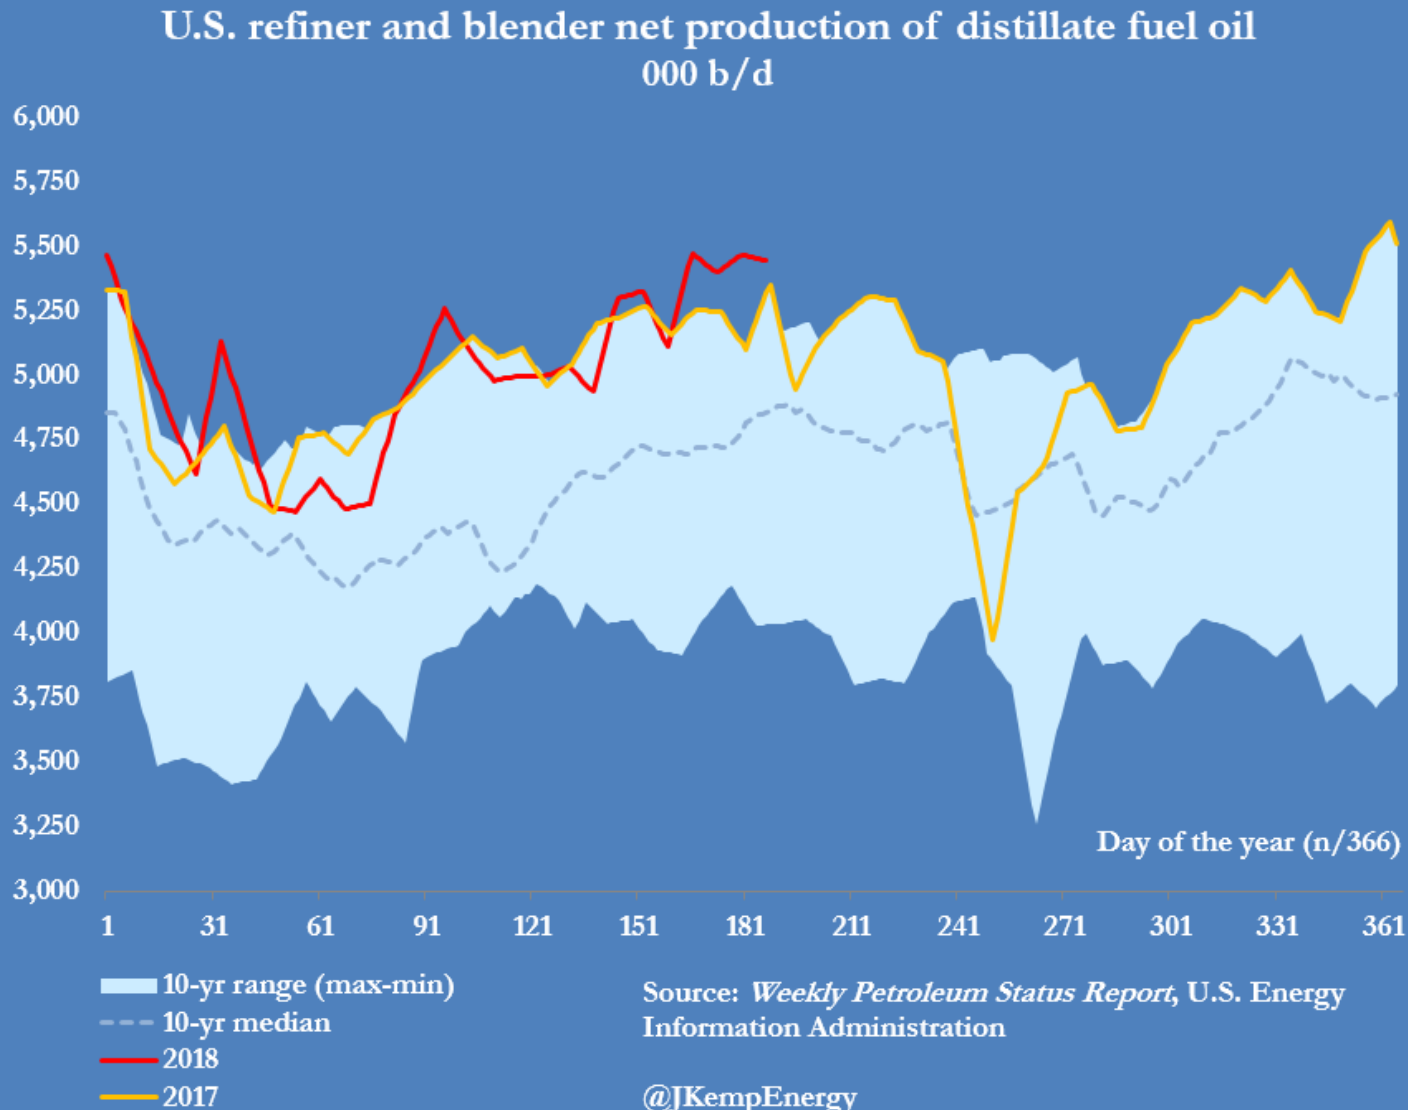 U.S. refiner and blender net production of distillate fuel oil
000 b/d
6,000
5,750
5,500
5,250
5,000
4,750
4,500
4,250
4,000
3,750
3,500
3,250
3,000
Day of the year (n/366)
1 31 61 91 121 151 181 211 241 271 301 331 361
10-yr range (max-min)
10-yr median
2018
2017
Source: Weekly Petroleum Status Report, U.S. Energy
Information Administration
@JKempEnergy